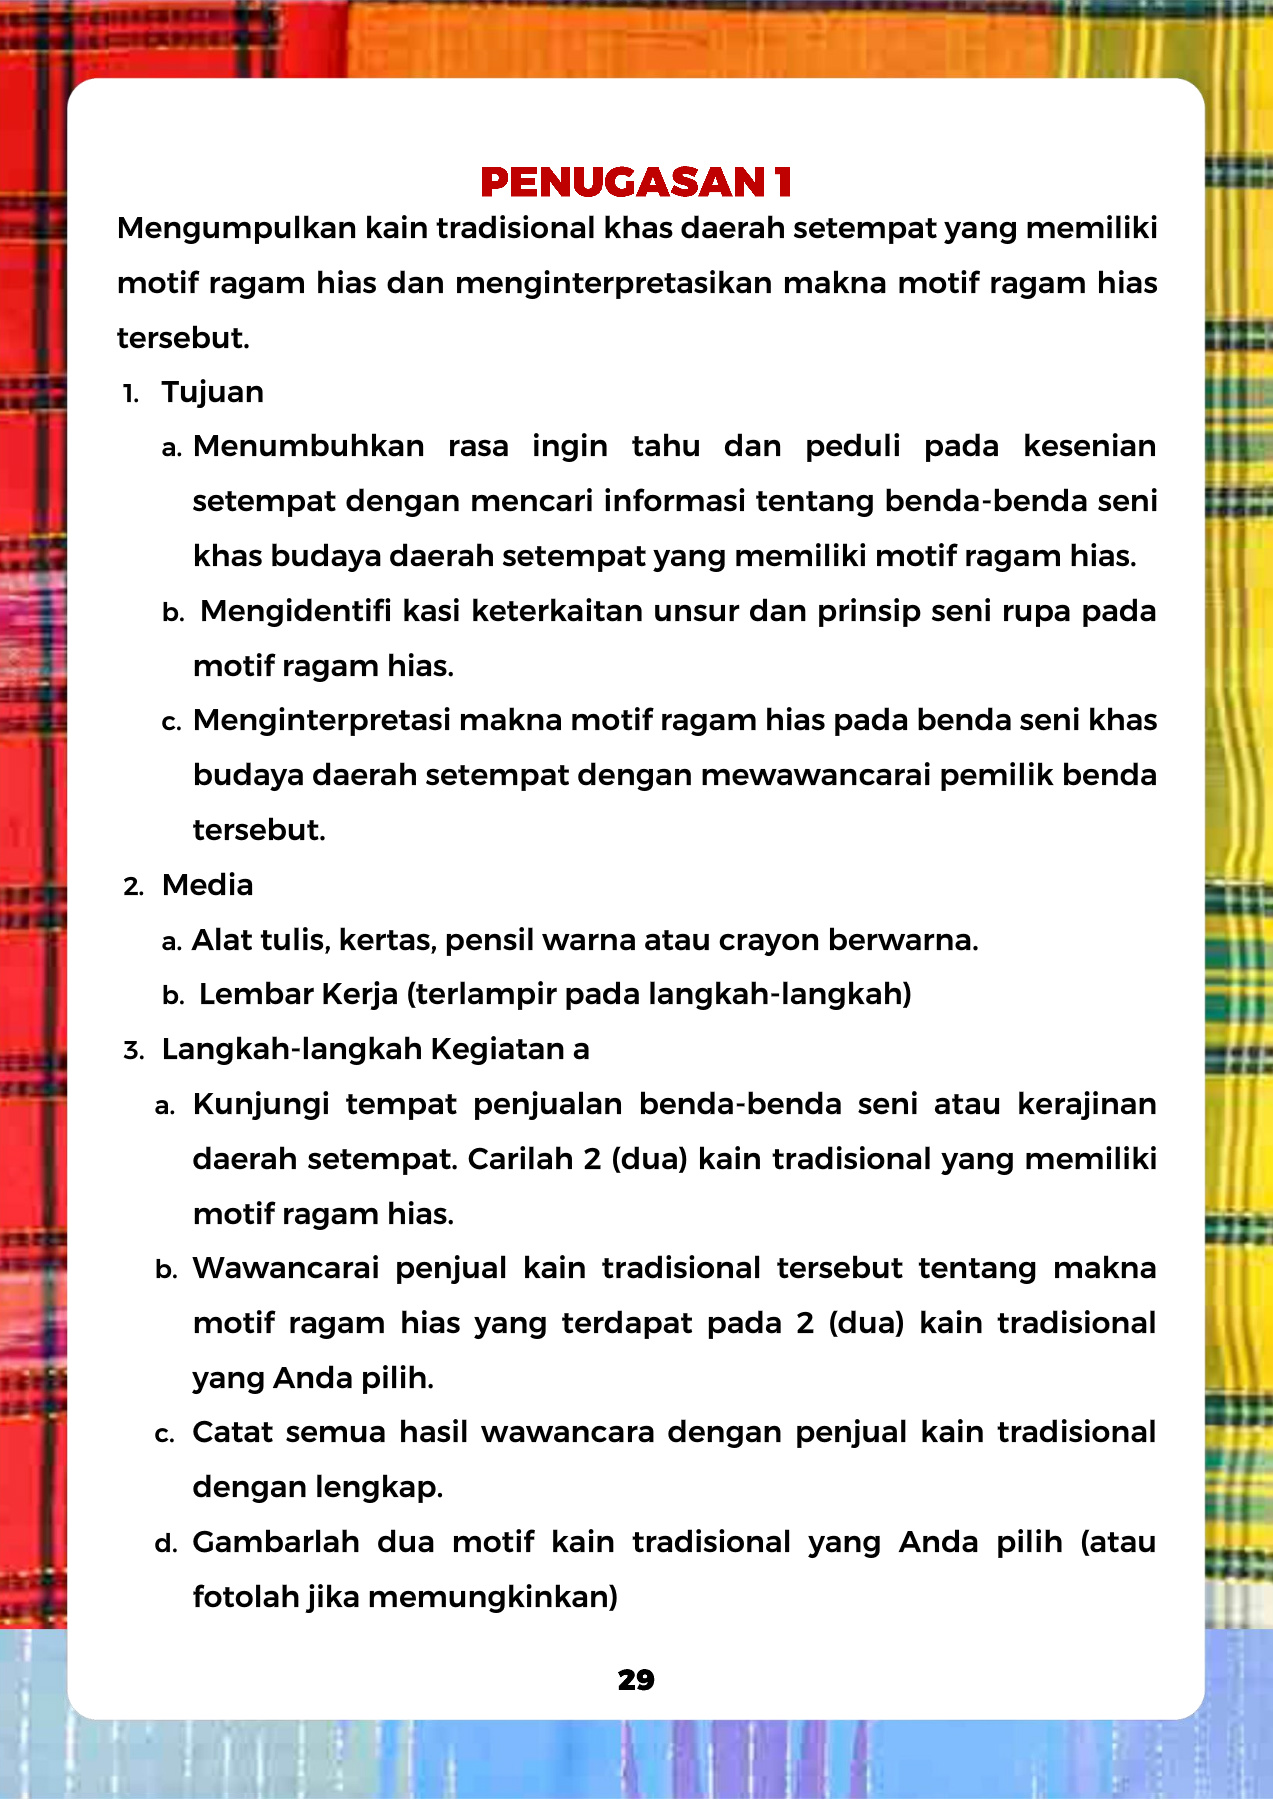 PENUGASAN 1
Mengumpulkan kain tradisional khas daerah setempat yang memiliki
motif ragam hias dan menginterpretasikan makna motif ragam hias
tersebut.
1. Tujuan
a. Menumbuhkan rasa ingin tahu dan peduli pada kesenian
setempat dengan mencari informasi tentang benda-benda seni
khas budaya daerah setempat yang memiliki motif ragam hias.
b. Mengidentifi kasi keterkaitan unsur dan prinsip seni rupa pada
motif ragam hias.
c. Menginterpretasi makna motif ragam hias pada benda seni khas
budaya daerah setempat dengan mewawancarai pemilik benda
tersebut.
2. Media
a. Alat tulis, kertas, pensil warna atau crayon berwarna.
b. Lembar Kerja (terlampir pada langkah-langkah)
3. Langkah-langkah Kegiatan a
a. Kunjungi tempat penjualan benda-benda seni atau kerajinan
daerah setempat. Carilah 2 (dua) kain tradisional yang memiliki
motif ragam hias.
b. Wawancarai penjual kain tradisional tersebut tentang makna
motif ragam hias yang terdapat pada 2 (dua) kain tradisional
yang Anda pilih.
c. Catat semua hasil wawancara dengan penjual kain tradisional
dengan lengkap.
d. Gambarlah dua motif kain tradisional yang Anda pilih (atau
fotolah jika memungkinkan)
29